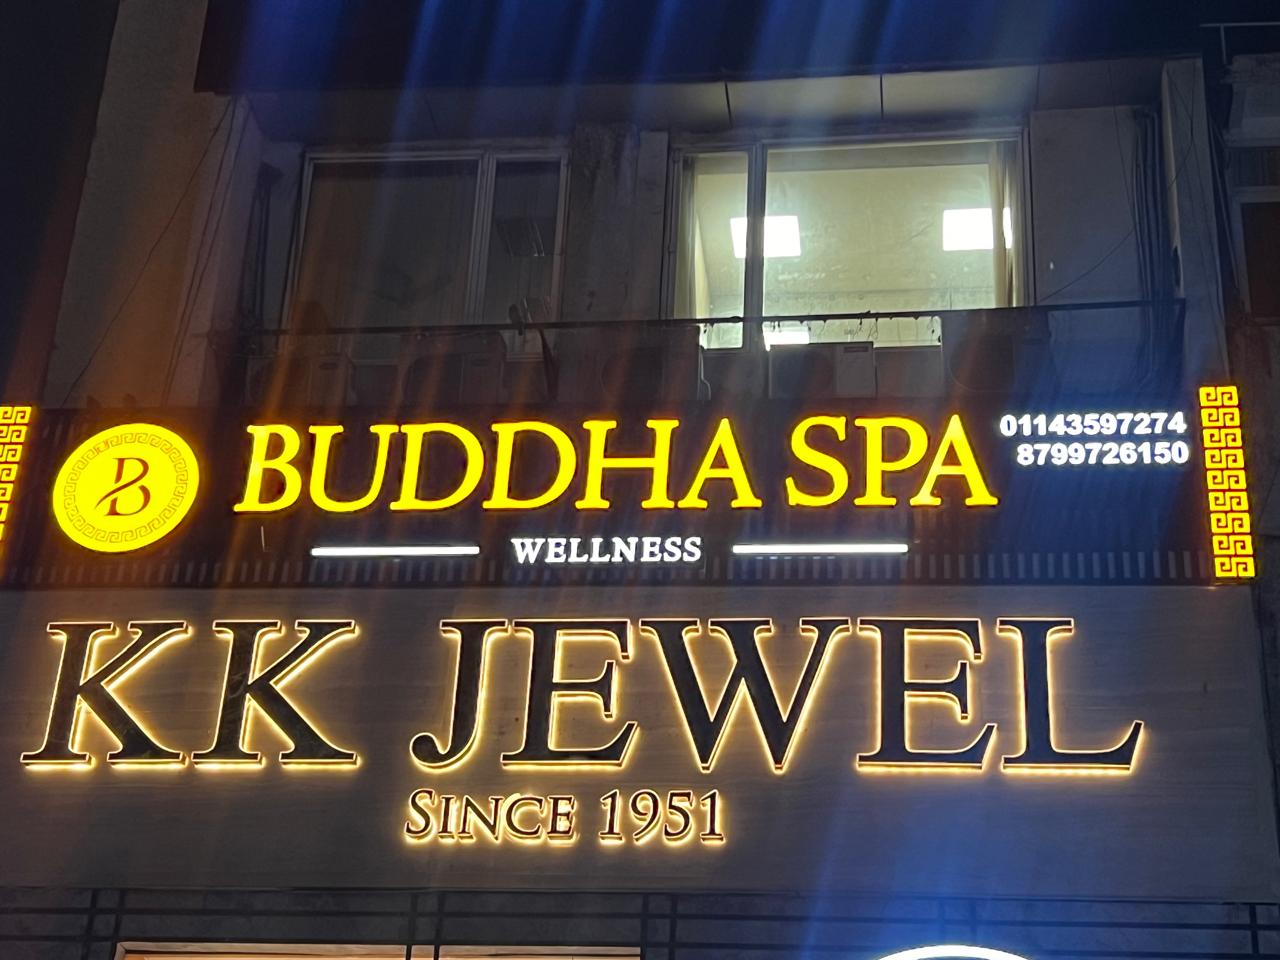 B
BUDDHA SPA
01143597274
8799726150
WELLNESS
KK JEWEL
SINCE 1951